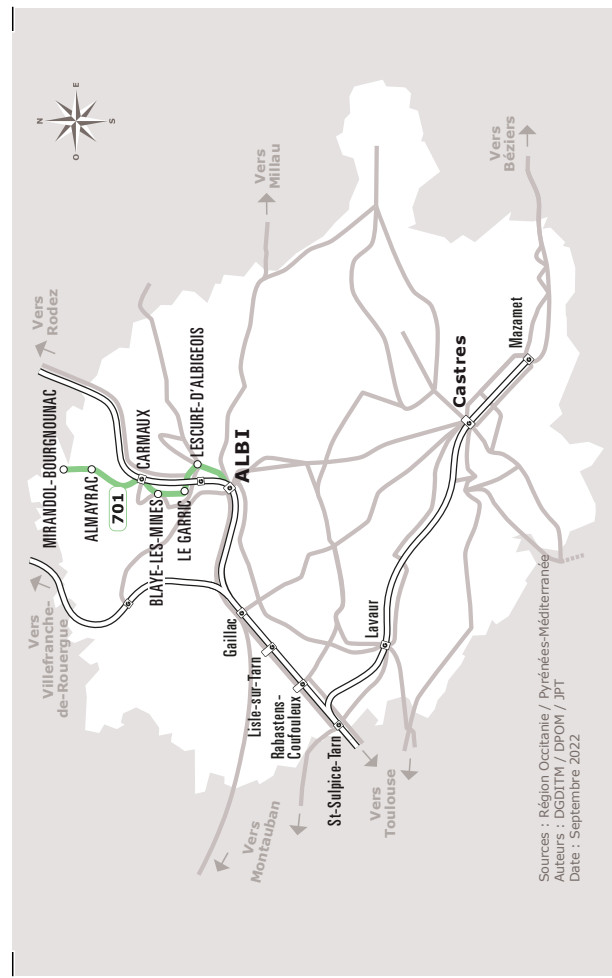 N
E
S
O
Vers
Rodez
Vers
Villefranche-
de-Rouergue
MIRANDOL-BOURGNOUNAC
ALMAYRAC
701
CARMAUX
BLAYE-LES-MINES
LE GARRIC
LESCURE-D'ALBIGEOIS
ALBI
Vers
Millau
Gaillac
Lisle-sur-Tarn
Rabastens-
Coufouleux
St-Sulpice-Tarn
Vers
Montauban
Vers
Toulouse
Lavaur
Castres
Mazamet
Vers
Béziers
Sources : Région Occitanie / Pyrénées-Méditerranée
Auteurs : DGDITM / DPOM / JPT
Date : Septembre 2022